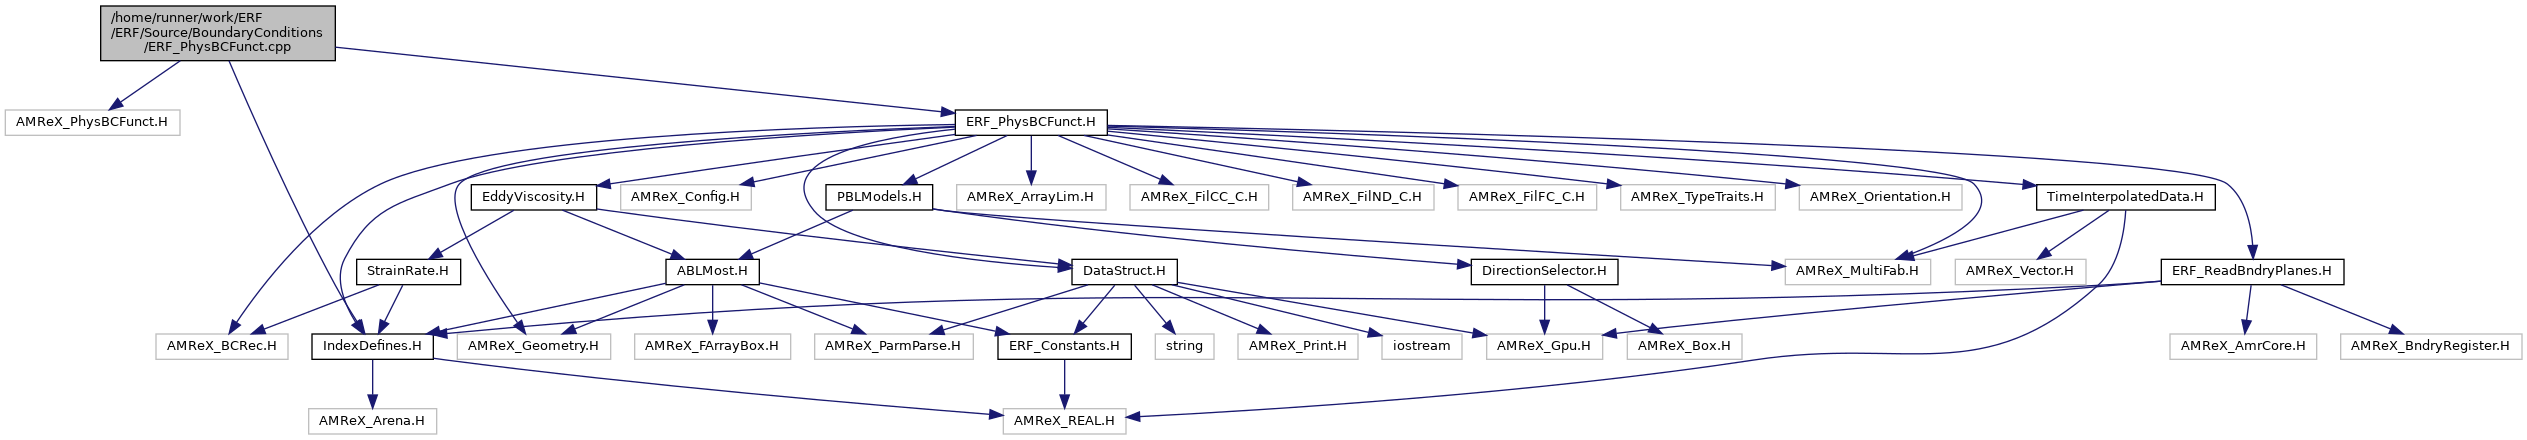 /home/runner/work/ERF
/ERF/Source/BoundaryConditions
/ERF_PhysBCFunct.cpp
AMReX_PhysBCFunct.H
ERF_PhysBCFunct.H
EddyViscosity.H
AMReX_Config.H
PBLModels.H
AMReX_ArrayLim.H
AMReX_FilCC_C.H
AMReX_FilND_C.H
AMReX_FilFC_C.H
AMReX_TypeTraits.H
AMReX_Orientation.H
TimeInterpolatedData.H
StrainRate.H
ABLMost.H
DataStruct.H
DirectionSelector.H
AMReX_MultiFab.H
AMReX_Vector.H
ERF_ReadBndryPlanes.H
AMReX_BCRec.H
IndexDefines.H
AMReX_Geometry.H
AMReX_FArrayBox.H
AMReX_ParmParse.H
ERF_Constants.H
string
AMReX_Print.H
iostream
AMReX_Gpu.H
AMReX_Box.H
AMReX_AmrCore.H
AMReX_BndryRegister.H
AMReX_Arena.H
AMReX_REAL.H